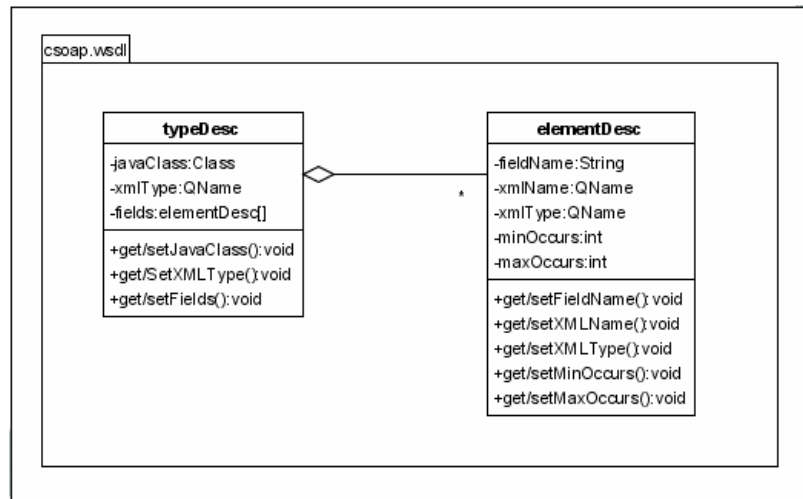 csoap.wsdl
typeDesc
-javaClass:Class
-xmlType:QName
-fields:elementDesc[]
+get/setJavaClass():void
+get/SetXMLType():void
+get/setFields():void
*
elementDesc
-fieldName:String
-xmlName:QName
-xmlType:QName
-minOccurs:int
-maxOccurs:int
+get/setFieldName():void
+get/setXMLName():void
+get/setXMLType():void
+get/setMinOccurs():void
+get/setMaxOccurs():void